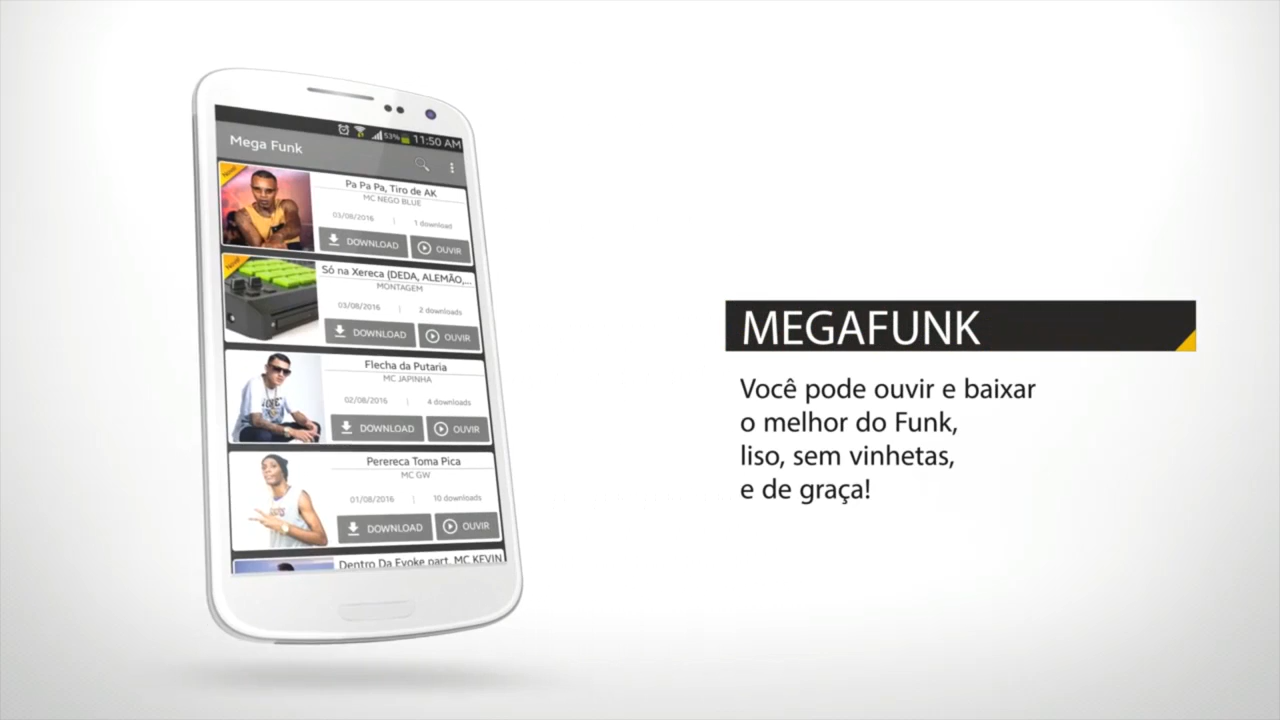 53% 11:50 AM
Mega Funk
Novo!
Pa Pa Pa, Tiro de AK
MC NEGO BLUE
03/08/2016 | 1 download
DOWNLOAD OUVIR
Novo!
Só na Xereca (DEDA, ALEMÃO,...
MONTAGEM
03/08/2016 | 2 downloads
DOWNLOAD OUVIR
Flecha da Putaria
MC JAPINHA
02/08/2016 | 4 downloads
DOWNLOAD OUVIR
Perereca Toma Pica
MC GW
01/08/2016 | 10 downloads
DOWNLOAD OUVIR
Dentro Da Evoke part. MC KEVIN
MEGAFUNK
Você pode ouvir e baixar
o melhor do Funk,
liso, sem vinhetas,
e de graça!